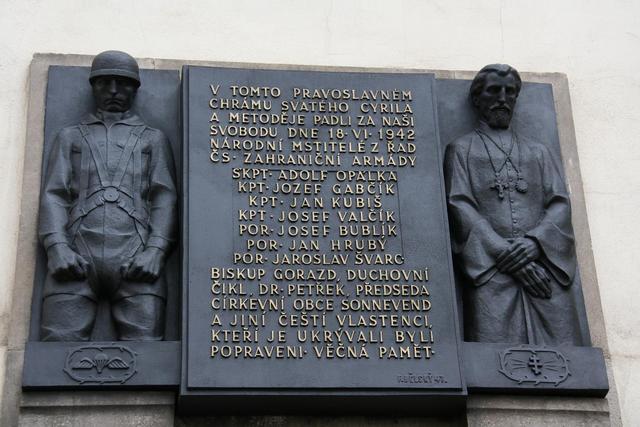 V TOMTO PRAVOSLAVNÉM
CHRÁMU SVATÉHO CYRILA
A METODĚJE PADLI ZA NAŠI
SVOBODU DNE 18·VI·1942
NÁRODNÍ MSTITELÉ Z ŘAD
ČS· ZAHRANIČNÍ ARMÁDY
SKPT· ADOLF OPÁLKA
KPT· JOZEF GABČÍK
KPT· JAN KUBIŠ
KPT· JOSEF VALČÍK
POR· JOSEF BUBLÍK
POR· JAN HRUBÝ
POR· JAROSLAV ŠVARC·
BISKUP GORAZD, DUCHOVNÍ
ČIKL, DR· PETŘEK, PŘEDSEDA
CÍRKEVNÍ OBCE SONNEVEND
A JINÍ ČEŠTÍ VLASTENCI,
KTEŘÍ JE UKRÝVALI BYLI
POPRAVENI· VĚČNÁ PAMĚT·
F.BĚLSKÝ 47.